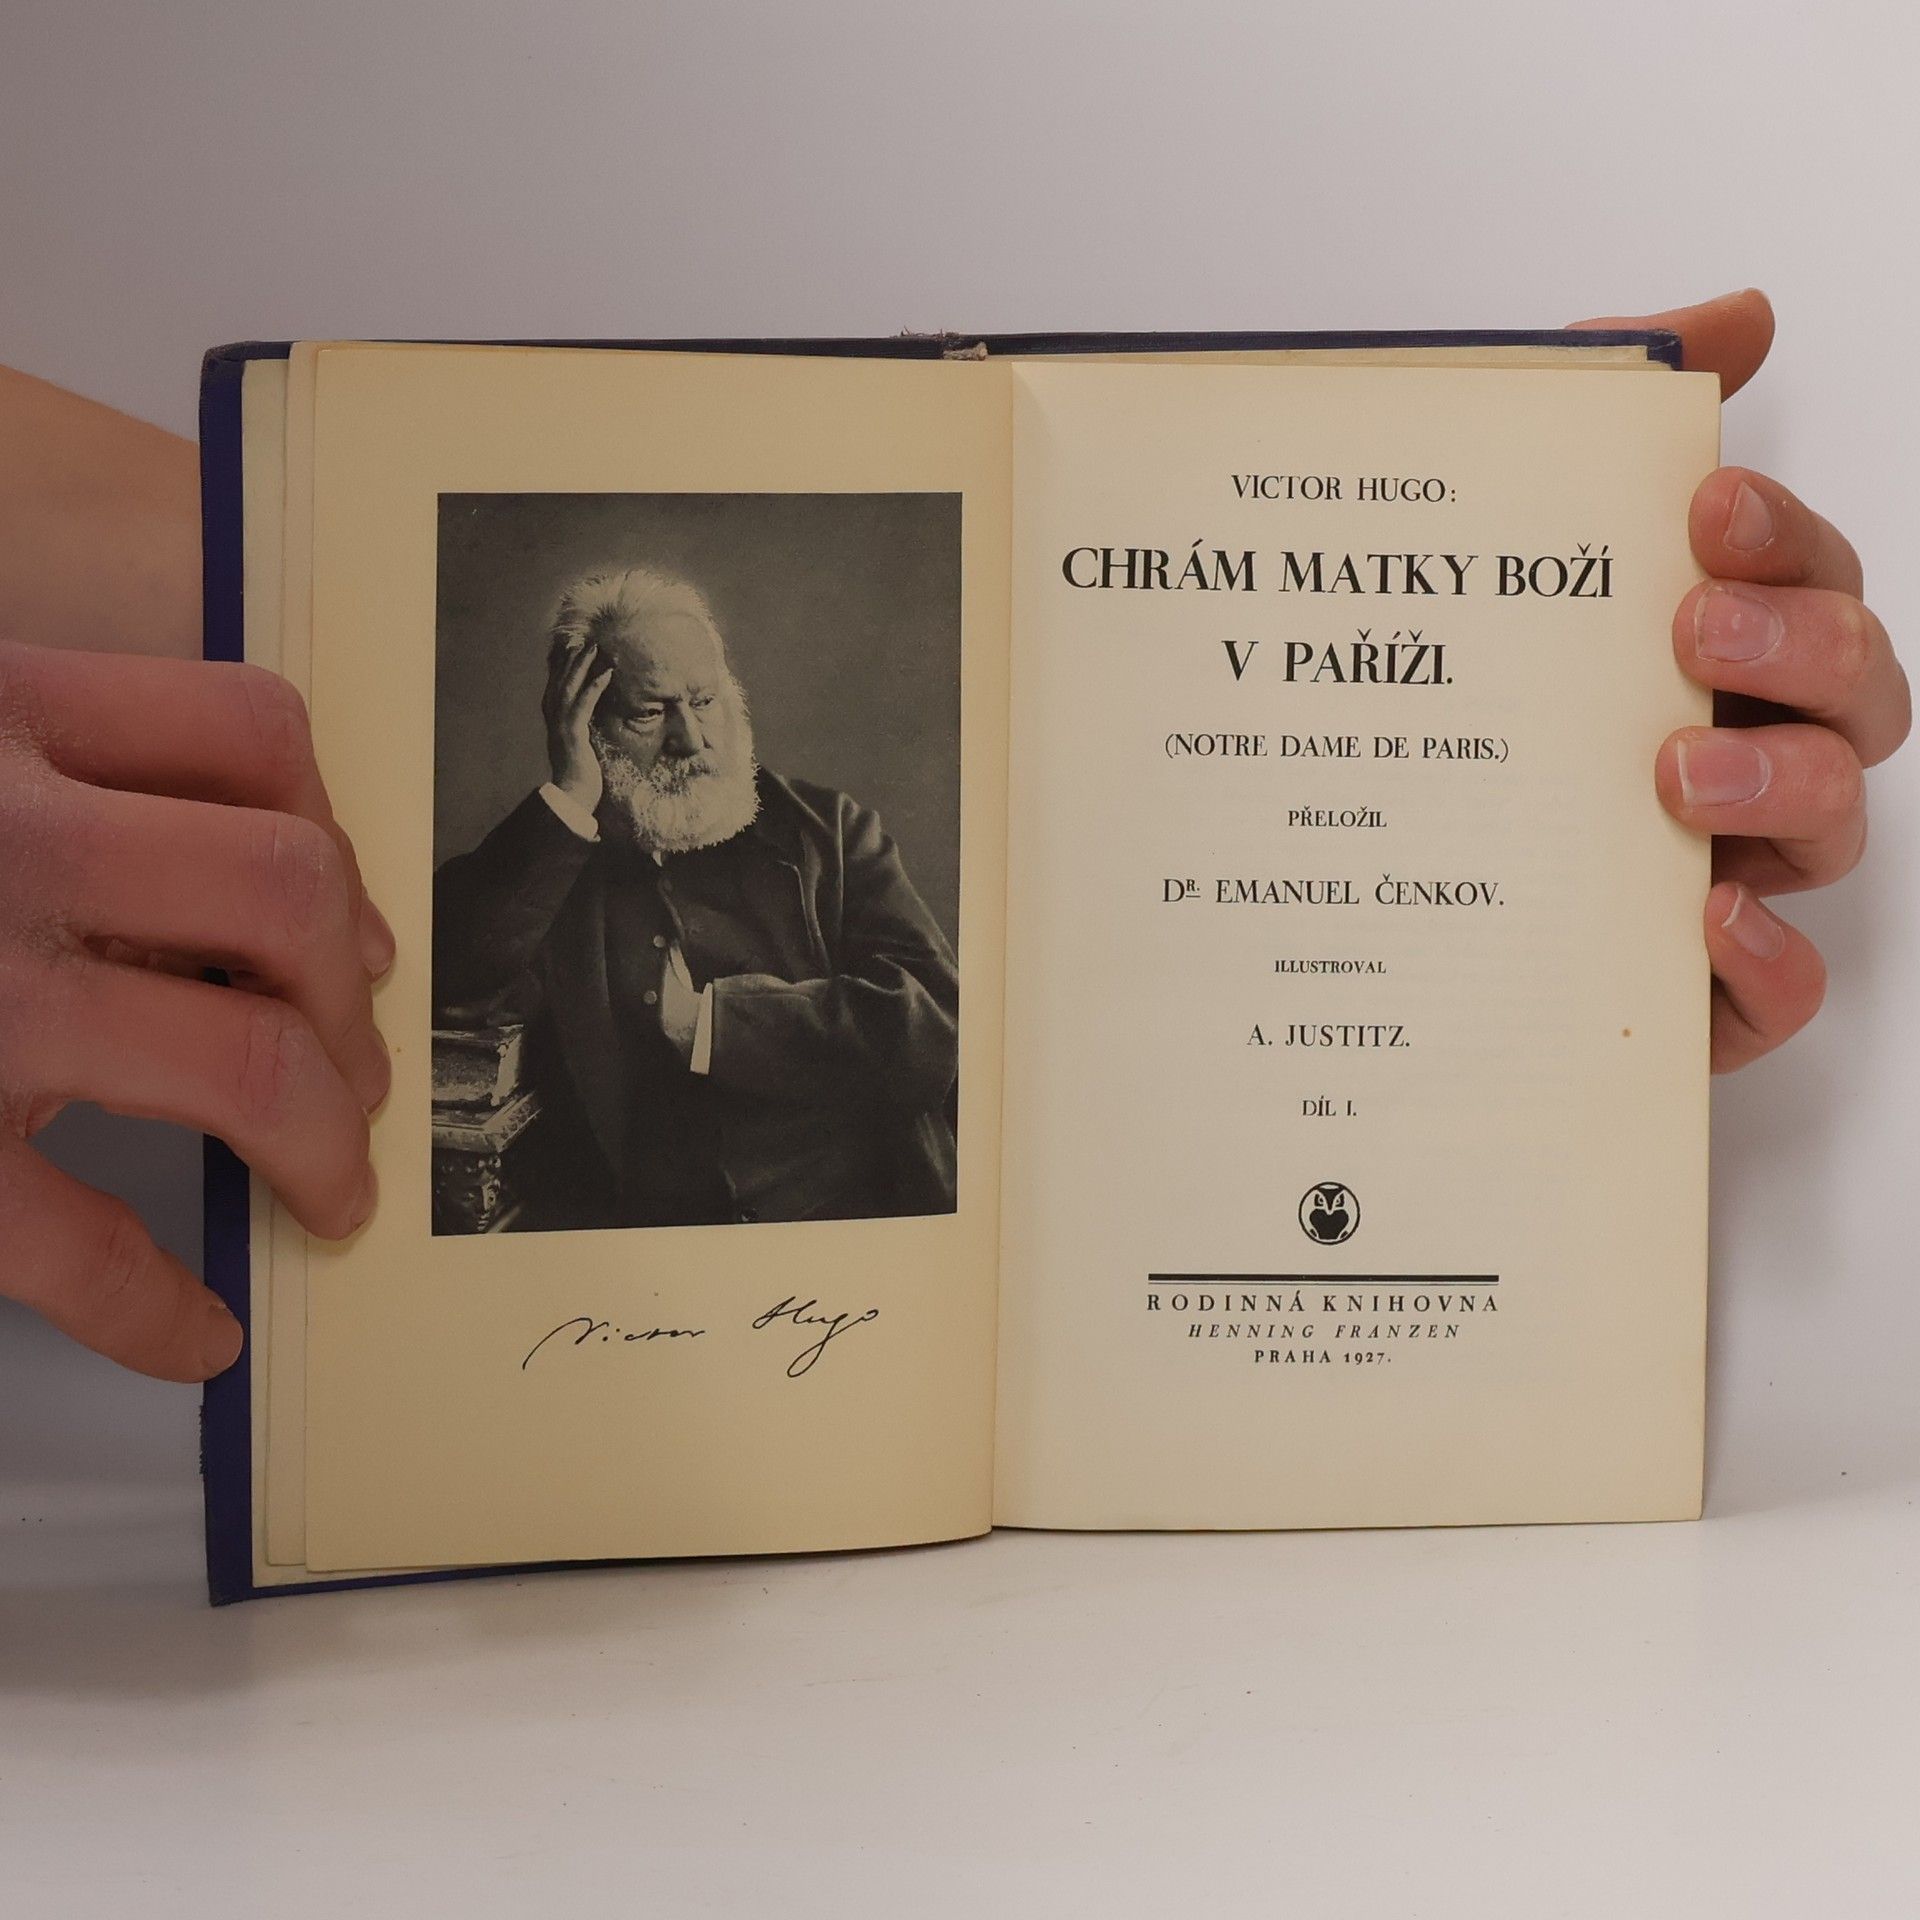 Victor Hugo
VICTOR HUGO:
CHRÁM MATKY BOŽÍ
V PAŘÍŽI.
(NOTRE DAME DE PARIS.)
PŘELOŽIL
DR. EMANUEL ČENKOV.
ILLUSTROVAL
A. JUSTITZ.
DÍL I.
RODINNÁ KNIHOVNA
HENNING FRANZEN
PRAHA 1927.